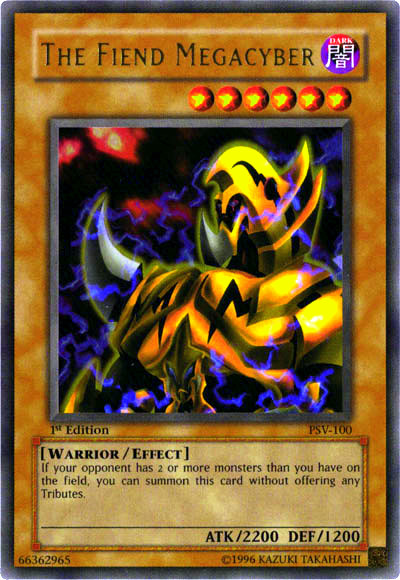 THE FIEND MEGACYBER
DARK
闇
1st Edition
PSV-100
[WARRIOR / EFFECT]
If your opponent has 2 or more monsters than you have on
the field, you can summon this card without offering any
Tributes.
ATK/2200 DEF/1200
66362965
©1996 KAZUKI TAKAHASHI